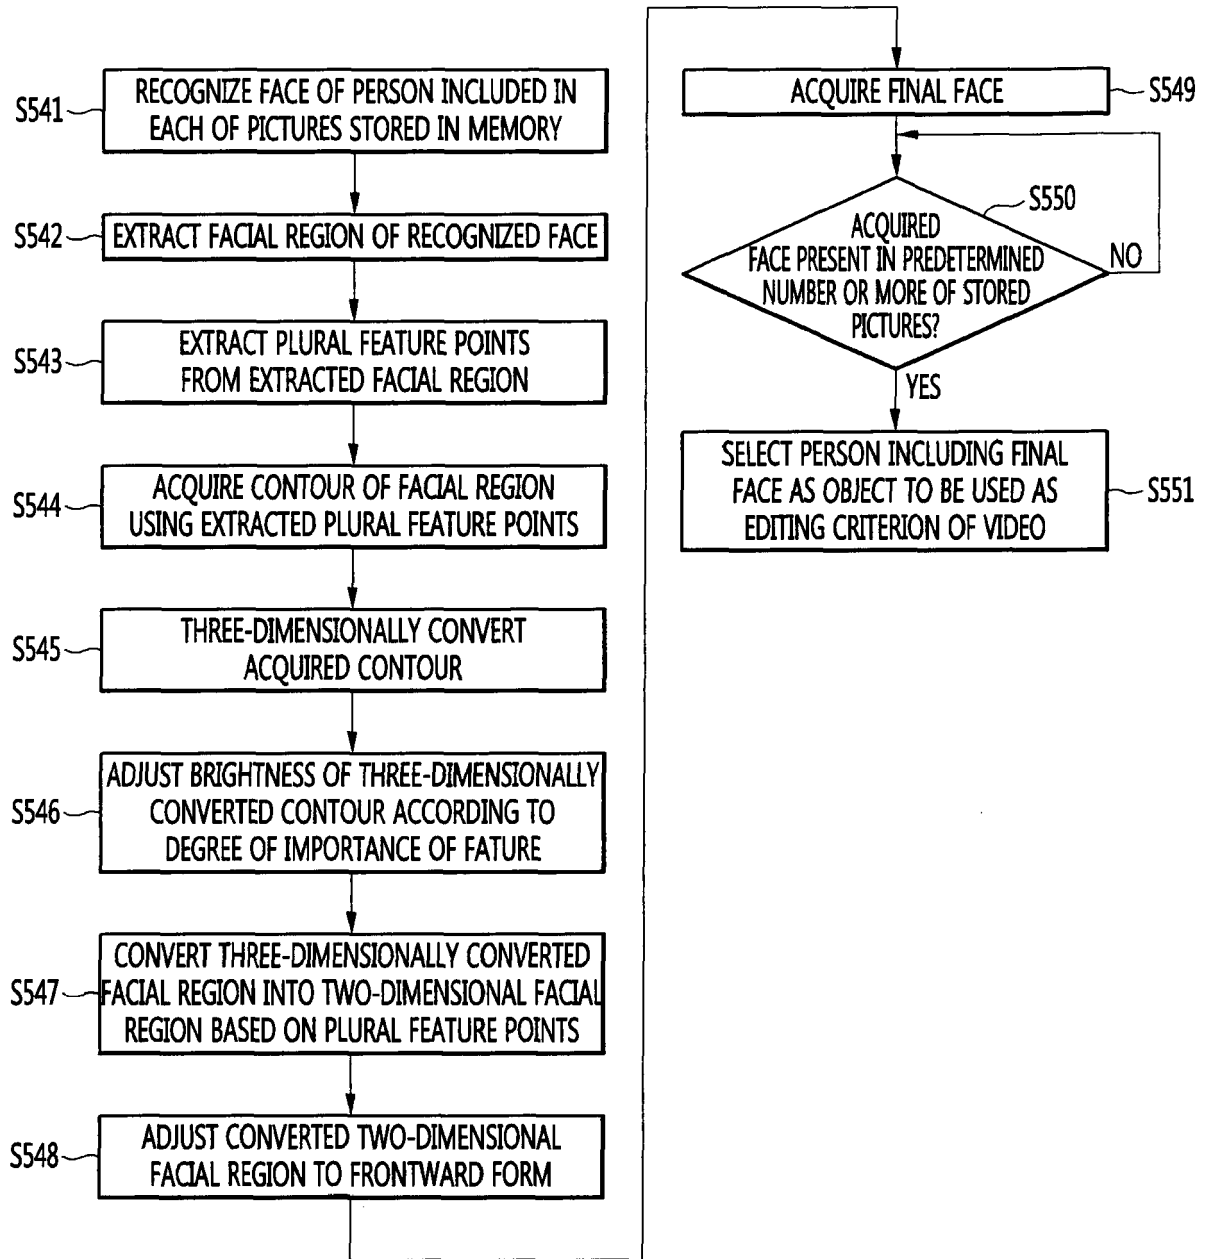 S541
RECOGNIZE FACE OF PERSON INCLUDED IN
EACH OF PICTURES STORED IN MEMORY
S542
EXTRACT FACIAL REGION OF RECOGNIZED FACE
S543
EXTRACT PLURAL FEATURE POINTS
FROM EXTRACTED FACIAL REGION
S544
ACQUIRE CONTOUR OF FACIAL REGION
USING EXTRACTED PLURAL FEATURE POINTS
S545
THREE-DIMENSIONALLY CONVERT
ACQUIRED CONTOUR
S546
ADJUST BRIGHTNESS OF THREE-DIMENSIONALLY
CONVERTED CONTOUR ACCORDING TO
DEGREE OF IMPORTANCE OF FATURE
S547
CONVERT THREE-DIMENSIONALLY CONVERTED
FACIAL REGION INTO TWO-DIMENSIONAL FACIAL
REGION BASED ON PLURAL FEATURE POINTS
S548
ADJUST CONVERTED TWO-DIMENSIONAL
FACIAL REGION TO FRONTWARD FORM
ACQUIRE FINAL FACE
S549
S550
ACQUIRED
FACE PRESENT IN PREDETERMINED
NUMBER OR MORE OF STORED
PICTURES?
NO
YES
SELECT PERSON INCLUDING FINAL
FACE AS OBJECT TO BE USED AS
EDITING CRITERION OF VIDEO
S551